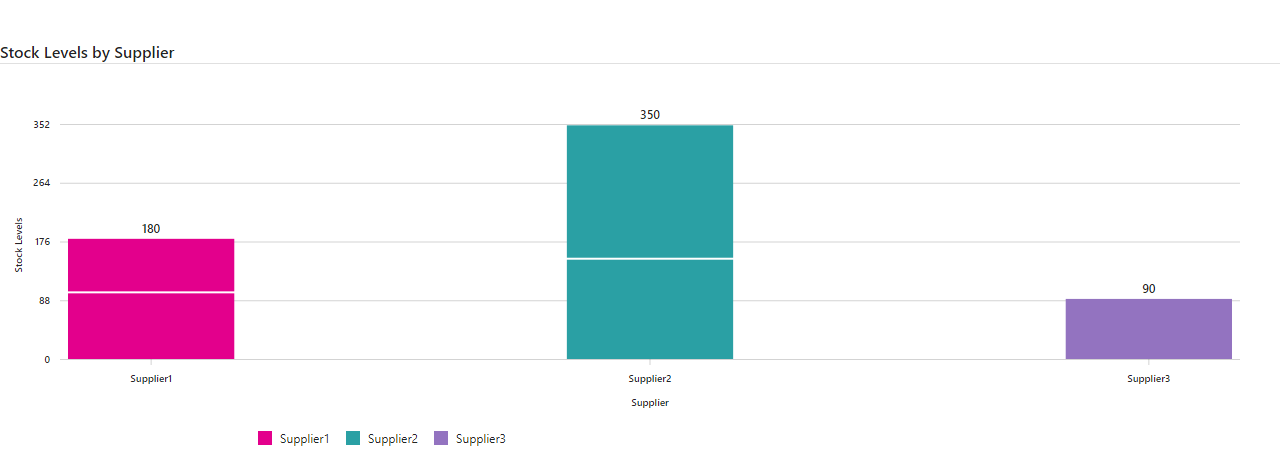 Stock Levels by Supplier
350
352
264
180
176
Stock Levels
90
88
0
Supplier1 Supplier2 Supplier3
Supplier
Supplier1 Supplier2 Supplier3